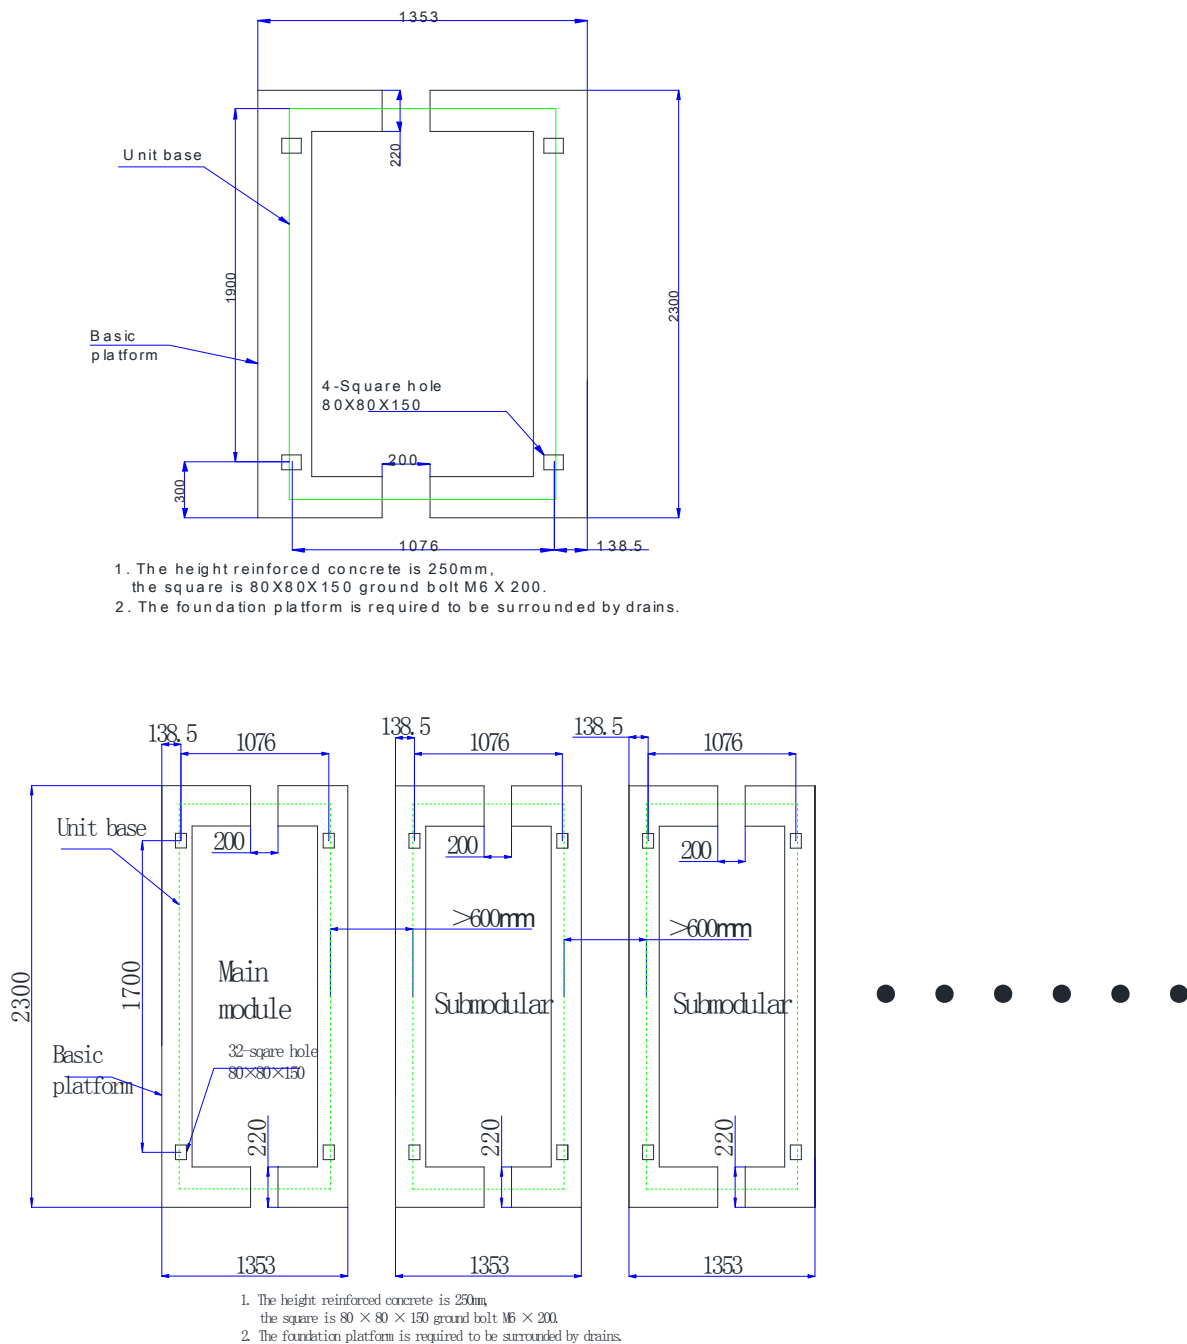 1353
220
Unit base
1900
2300
Basic
platform
4-Square hole
80X80X150
200
300
1076
138.5
1. The height reinforced concrete is 250mm,
the square is 80X80X150 ground bolt M6 X 200.
2. The foundation platform is required to be surrounded by drains.
138.5
1076
138.5
1076
138.5
1076
Unit base
200
200
200
>600mm
>600mm
2300
1700
Main
module
Submodular
Submodular
Basic
platform
32-sqare hole
80×80×150
220
220
220
1353
1353
1353
1. The height reinforced concrete is 250mm,
the square is 80 × 80 × 150 ground bolt M6 × 200.
2. The foundation platform is required to be surrounded by drains.